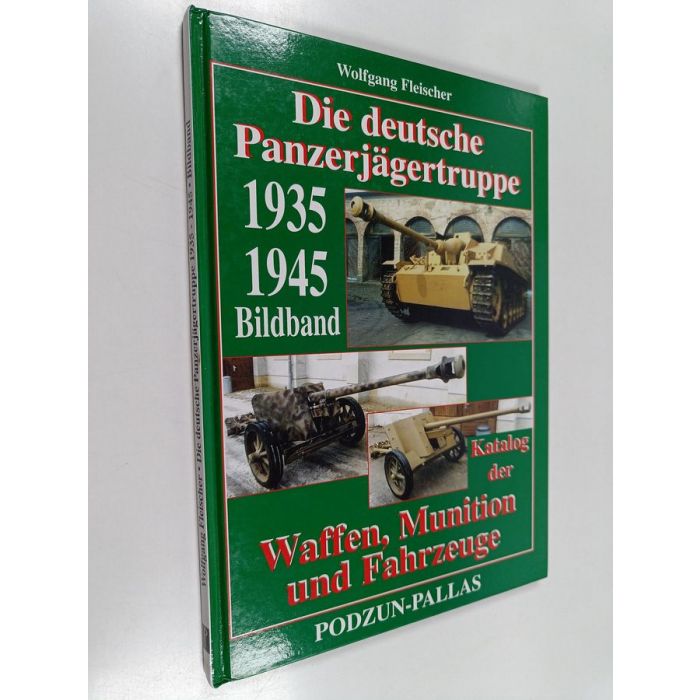 Wolfgang Fleischer
Die deutsche
Panzerjägertruppe
1935
1945
Bildband
Katalog
der
Waffen, Munition
und Fahrzeuge
PODZUN-PALLAS
Wolfgang Fleischer • Die deutsche Panzerjägertruppe 1935 - 1945 • Bildband